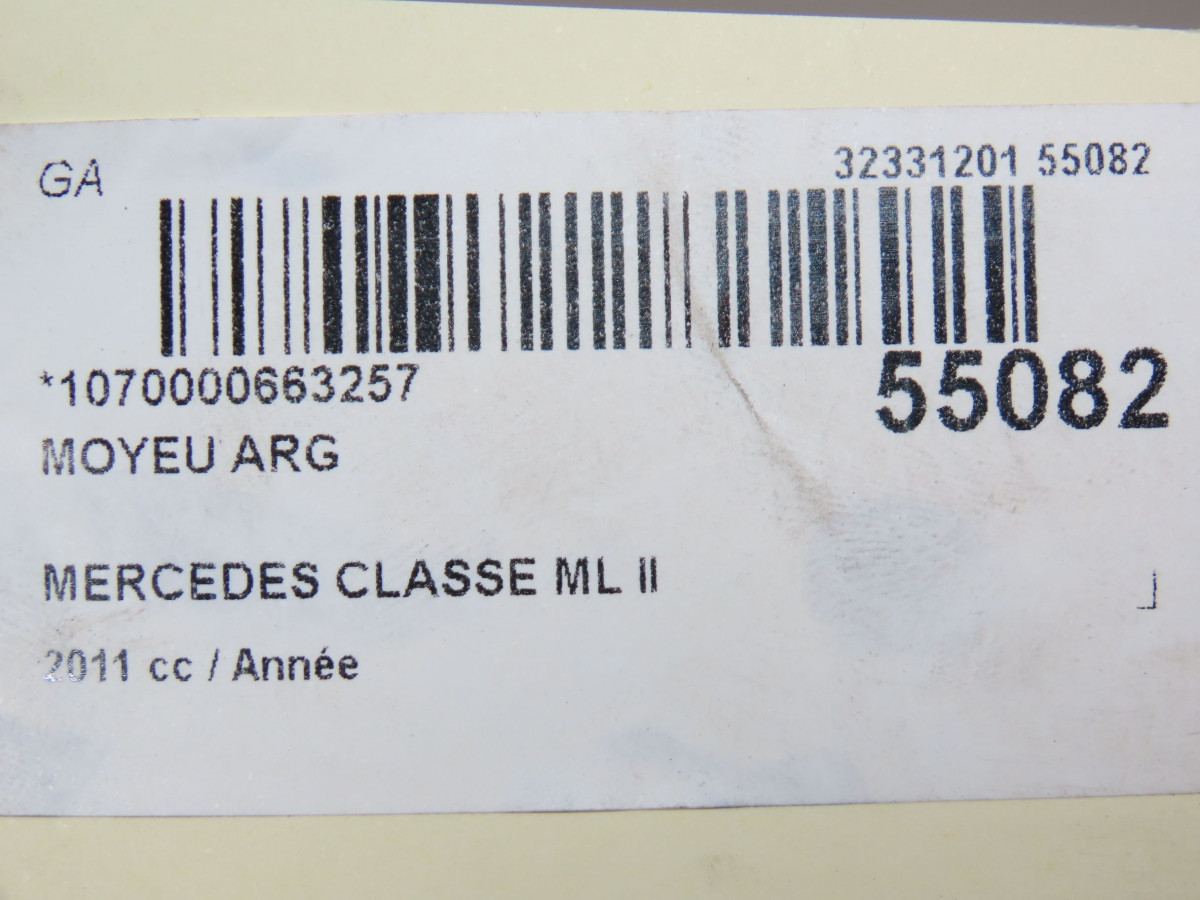 GA
32331201 55082
*1070000663257
55082
MOYEU ARG
MERCEDES CLASSE ML II
2011 cc / Année